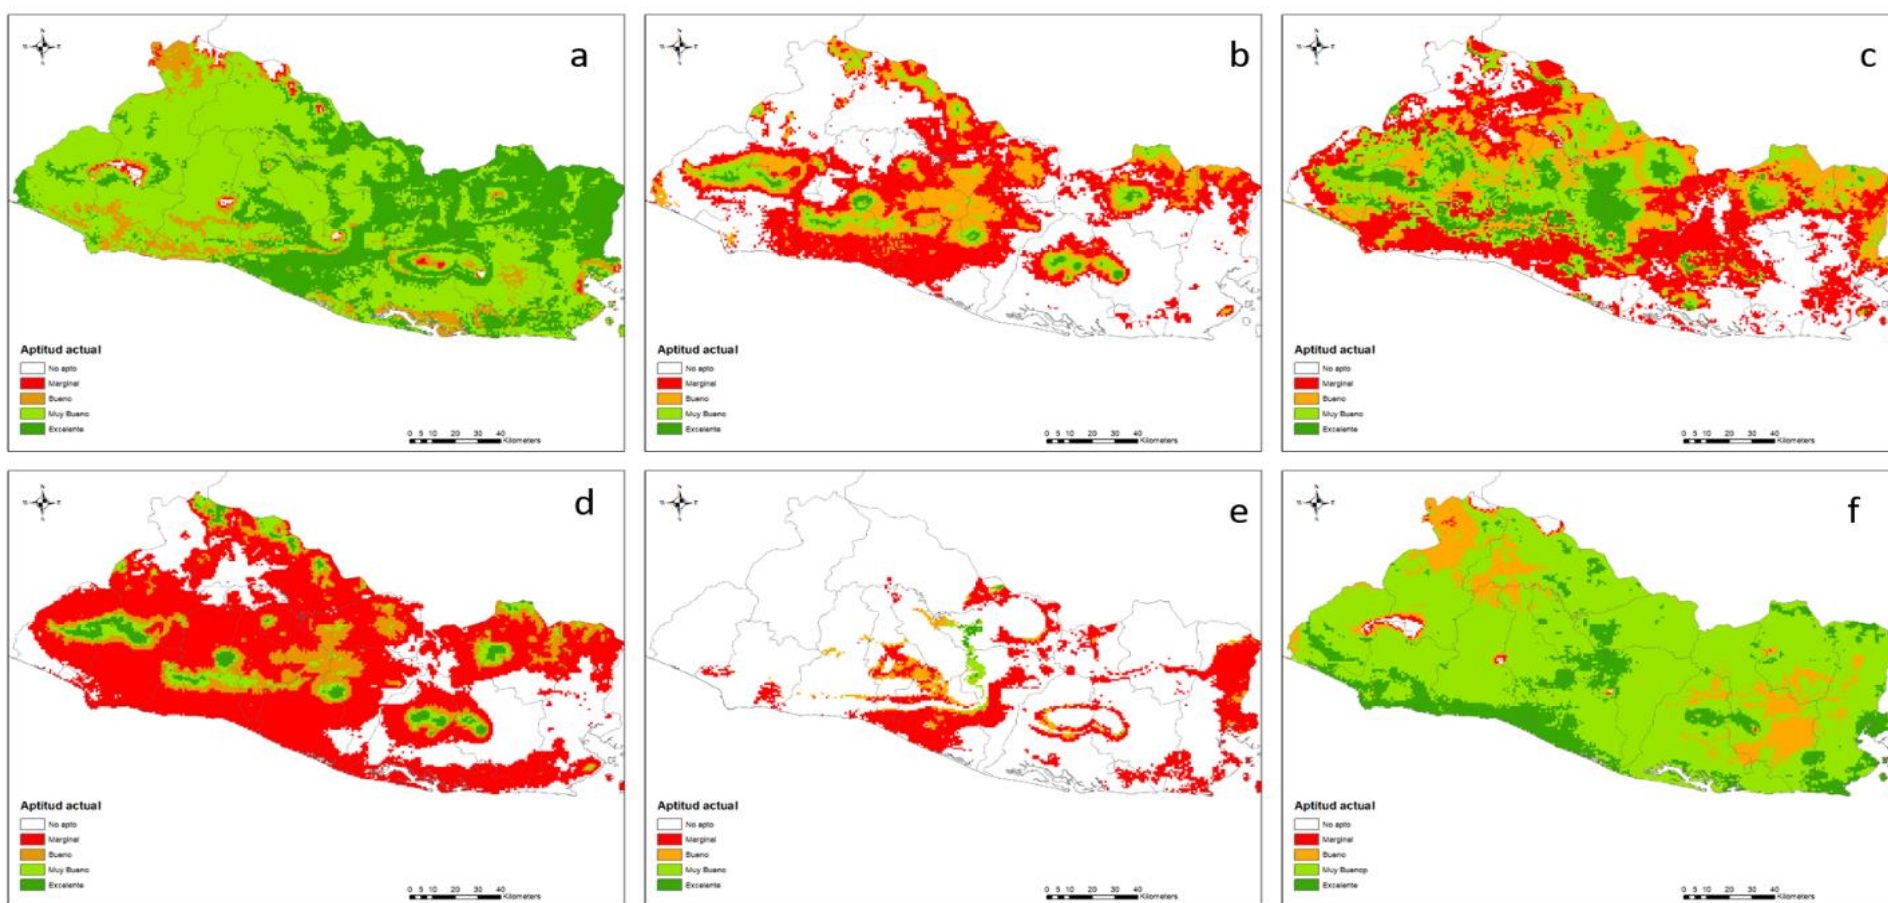 N
a
Aptitud actual
No apto
Marginal
Bueno
Muy Bueno
Excelente
0 5 10 20 30 40
Kilometers
N
b
Aptitud actual
No apto
Marginal
Bueno
Muy Bueno
Excelente
0 5 10 20 30 40
Kilometers
N
c
Aptitud actual
No apto
Marginal
Bueno
Muy Bueno
Excelente
0 5 10 20 30 40
Kilometers
N
d
Aptitud actual
No apto
Marginal
Bueno
Muy Bueno
Excelente
0 5 10 20 30 40
Kilometers
N
e
Aptitud actual
No apto
Marginal
Bueno
Muy Bueno
Excelente
0 5 10 20 30 40
Kilometers
N
f
Aptitud actual
No apto
Marginal
Bueno
Muy Buenop
Excelente
0 5 10 20 30 40
Kilometers